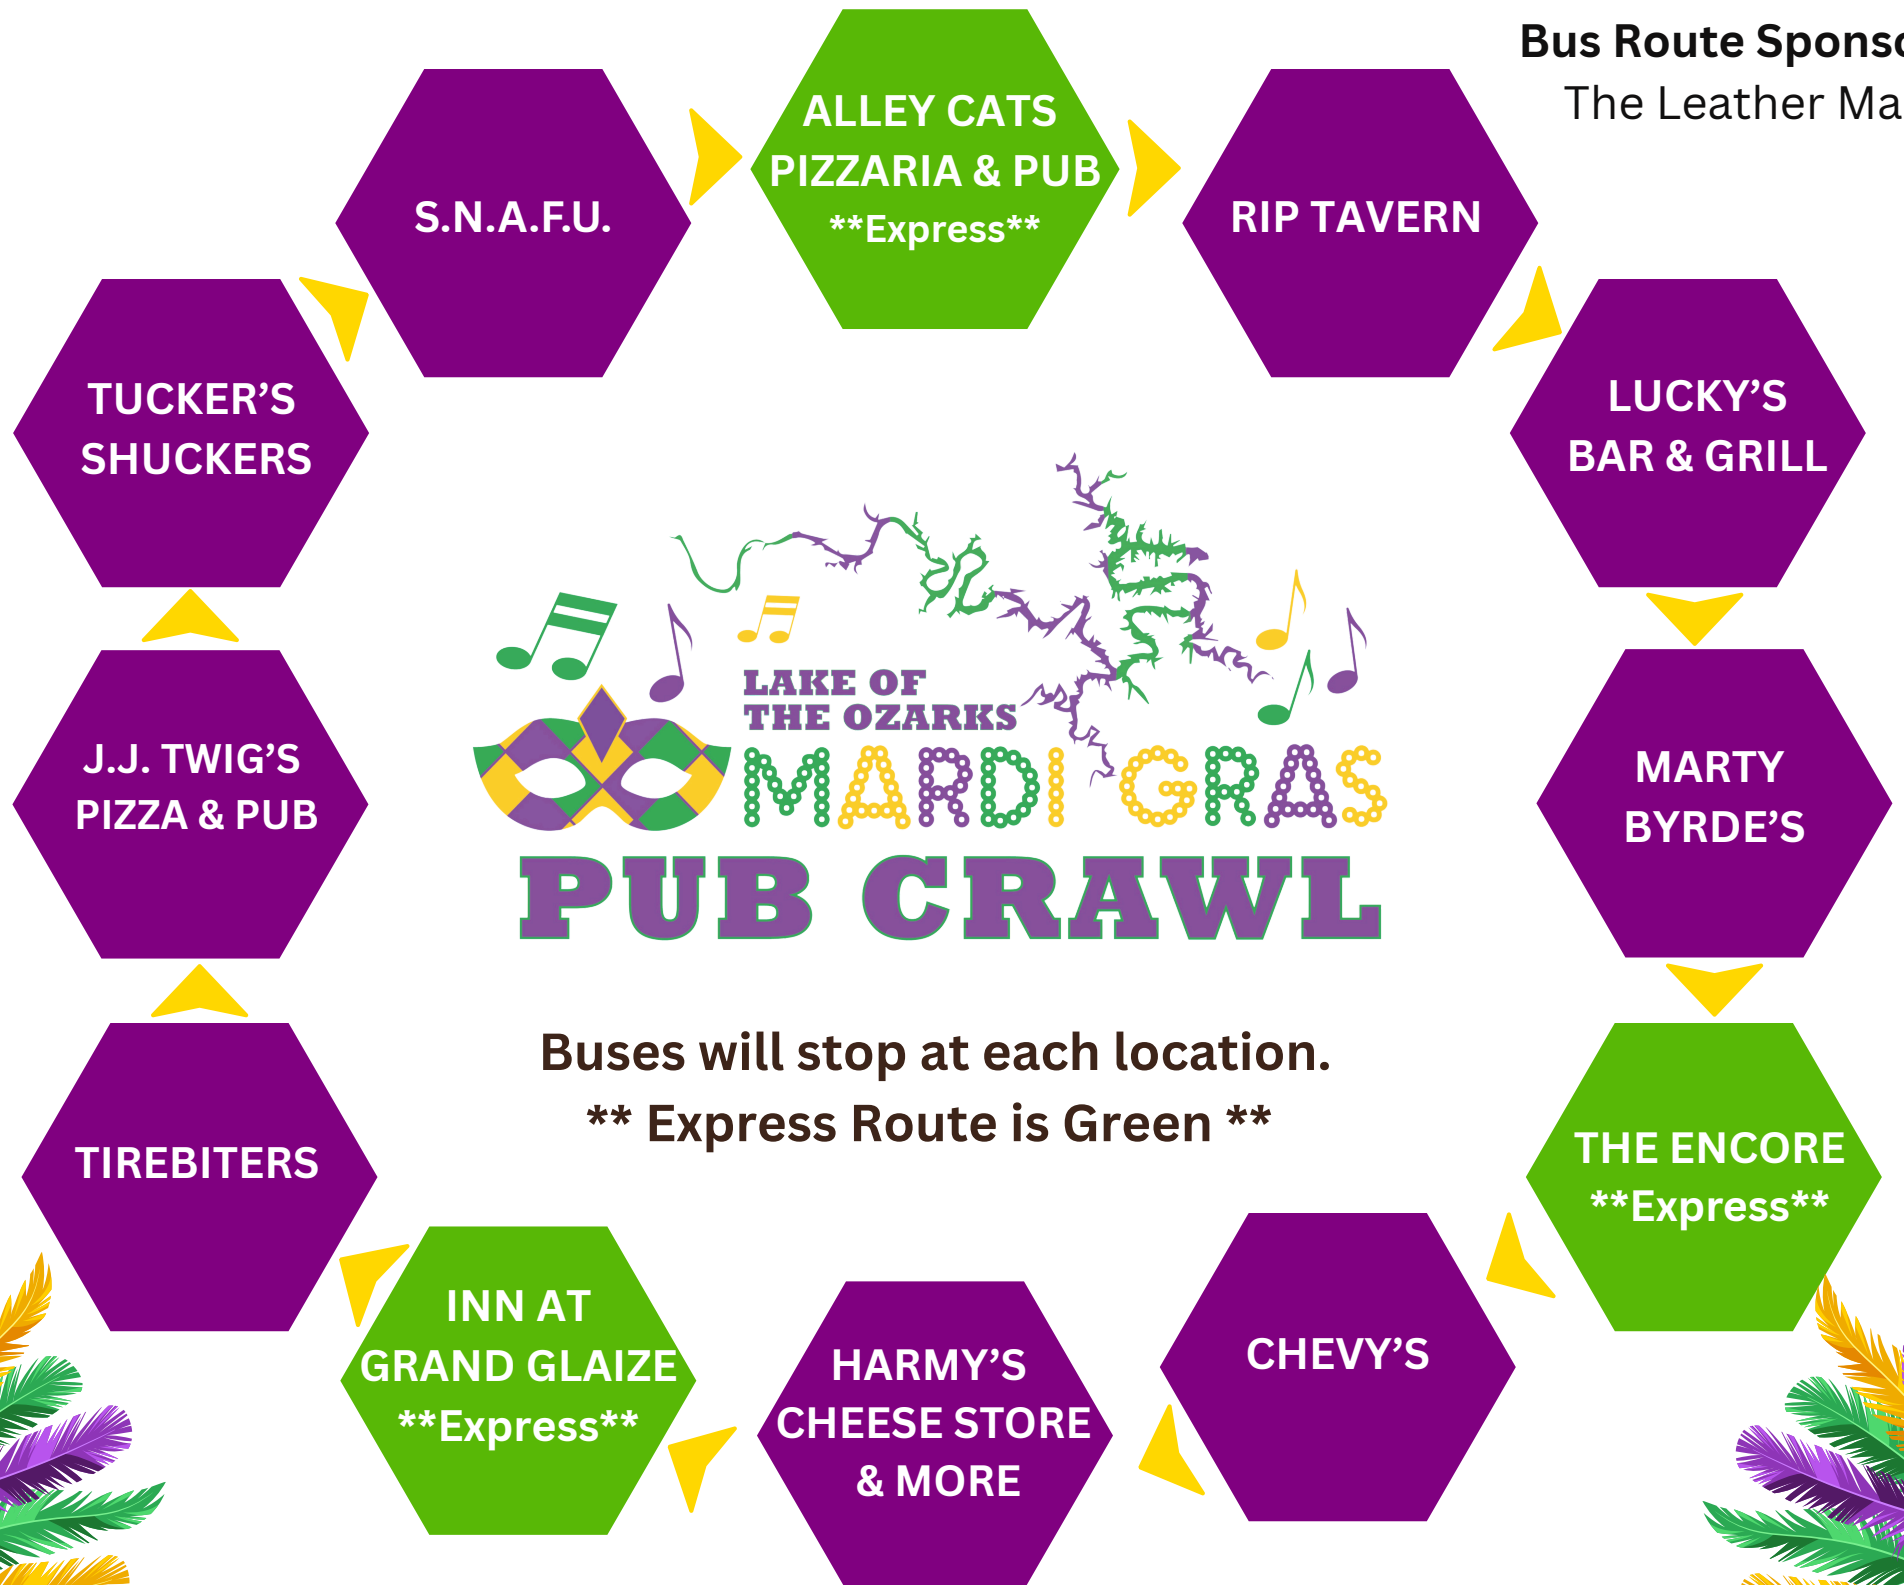 Bus Route Sponso
The Leather Ma
ALLEY CATS
PIZZARIA & PUB
**Express**
S.N.A.F.U.
RIP TAVERN
TUCKER’S
SHUCKERS
LUCKY’S
BAR & GRILL
LAKE OF
THE OZARKS
MARDI GRAS
PUB CRAWL
J.J. TWIG’S
PIZZA & PUB
MARTY
BYRDE’S
Buses will stop at each location.
** Express Route is Green **
TIREBITERS
THE ENCORE
**Express**
INN AT
GRAND GLAIZE
**Express**
HARMY’S
CHEESE STORE
& MORE
CHEVY’S